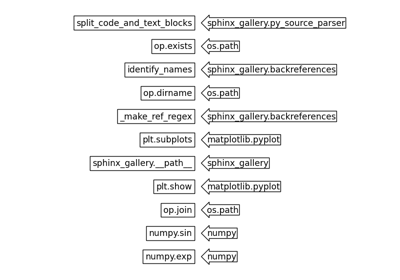 split_code_and_text_blocks sphinx_gallery.py_source_parser
op.exists os.path
identify_names sphinx_gallery.backreferences
op.dirname os.path
_make_ref_regex sphinx_gallery.backreferences
plt.subplots matplotlib.pyplot
sphinx_gallery.__path__ sphinx_gallery
plt.show matplotlib.pyplot
op.join os.path
numpy.sin numpy
numpy.exp numpy